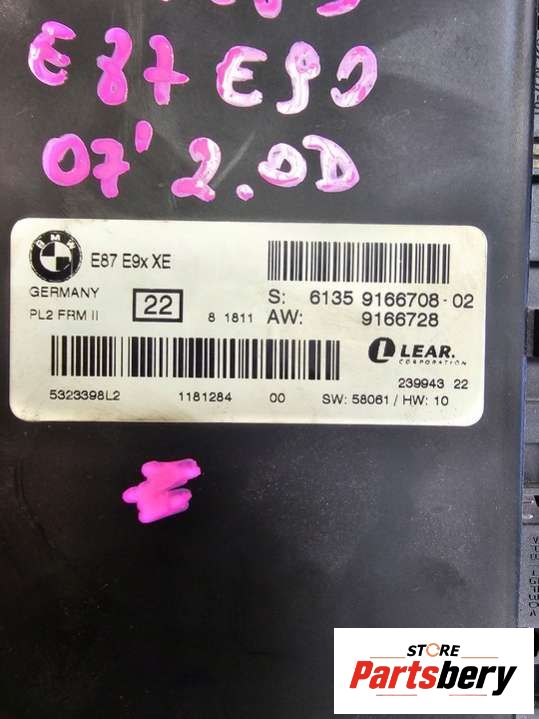 E87 E90
07' 2.0D
BMW
E87 E9x XE
GERMANY
PL2 FRM II
22
8 1811
S: 6135 9166708-02
AW: 9166728
LEAR.
CORPORATION
239943 22
5323398L2 1181284 00 SW: 58061 / HW: 10
STORE
Partsbery